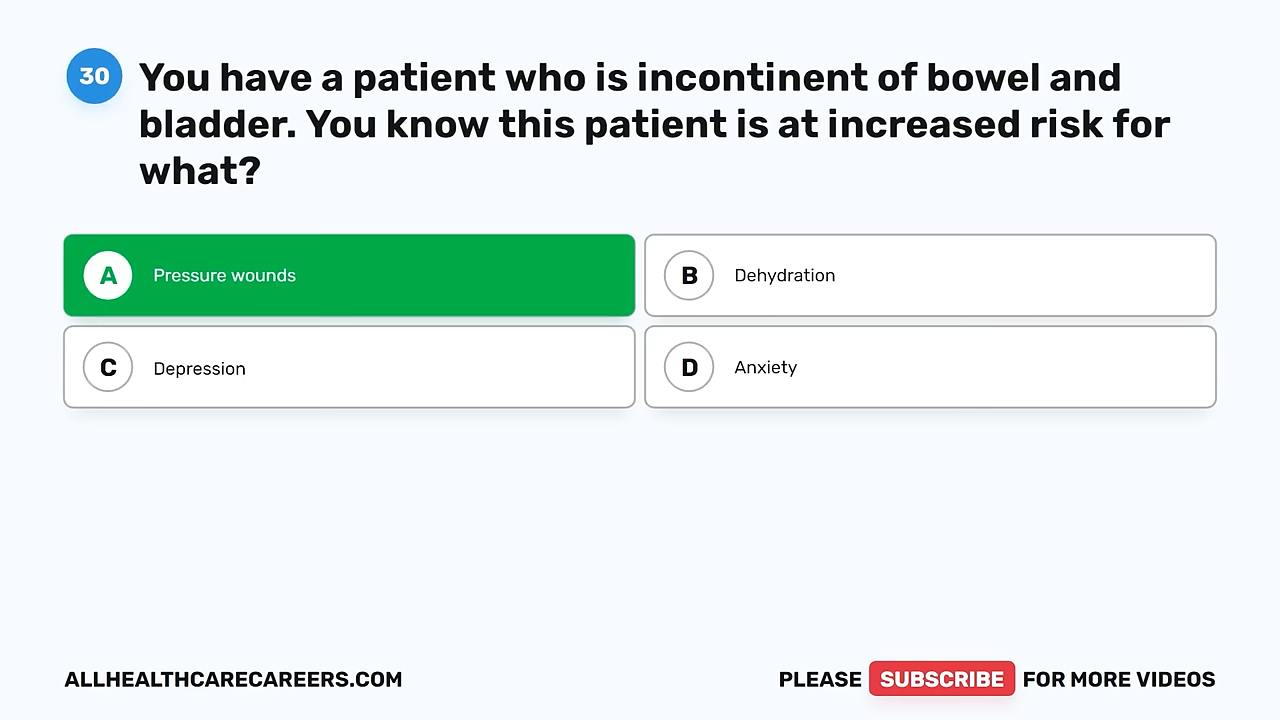 30
You have a patient who is incontinent of bowel and
bladder. You know this patient is at increased risk for
what?
A Pressure wounds
B Dehydration
C Depression
D Anxiety
ALLHEALTHCARECAREERS.COM
PLEASE SUBSCRIBE FOR MORE VIDEOS